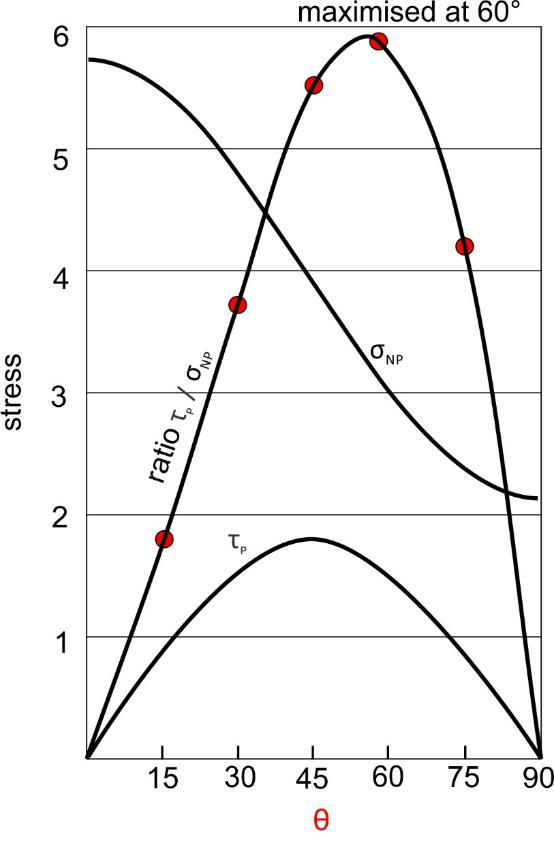 maximised at 60°
6
5
4
3
2
1
stress
ratio τP / σNP
σNP
τP
15 30 45 60 75 90
θ